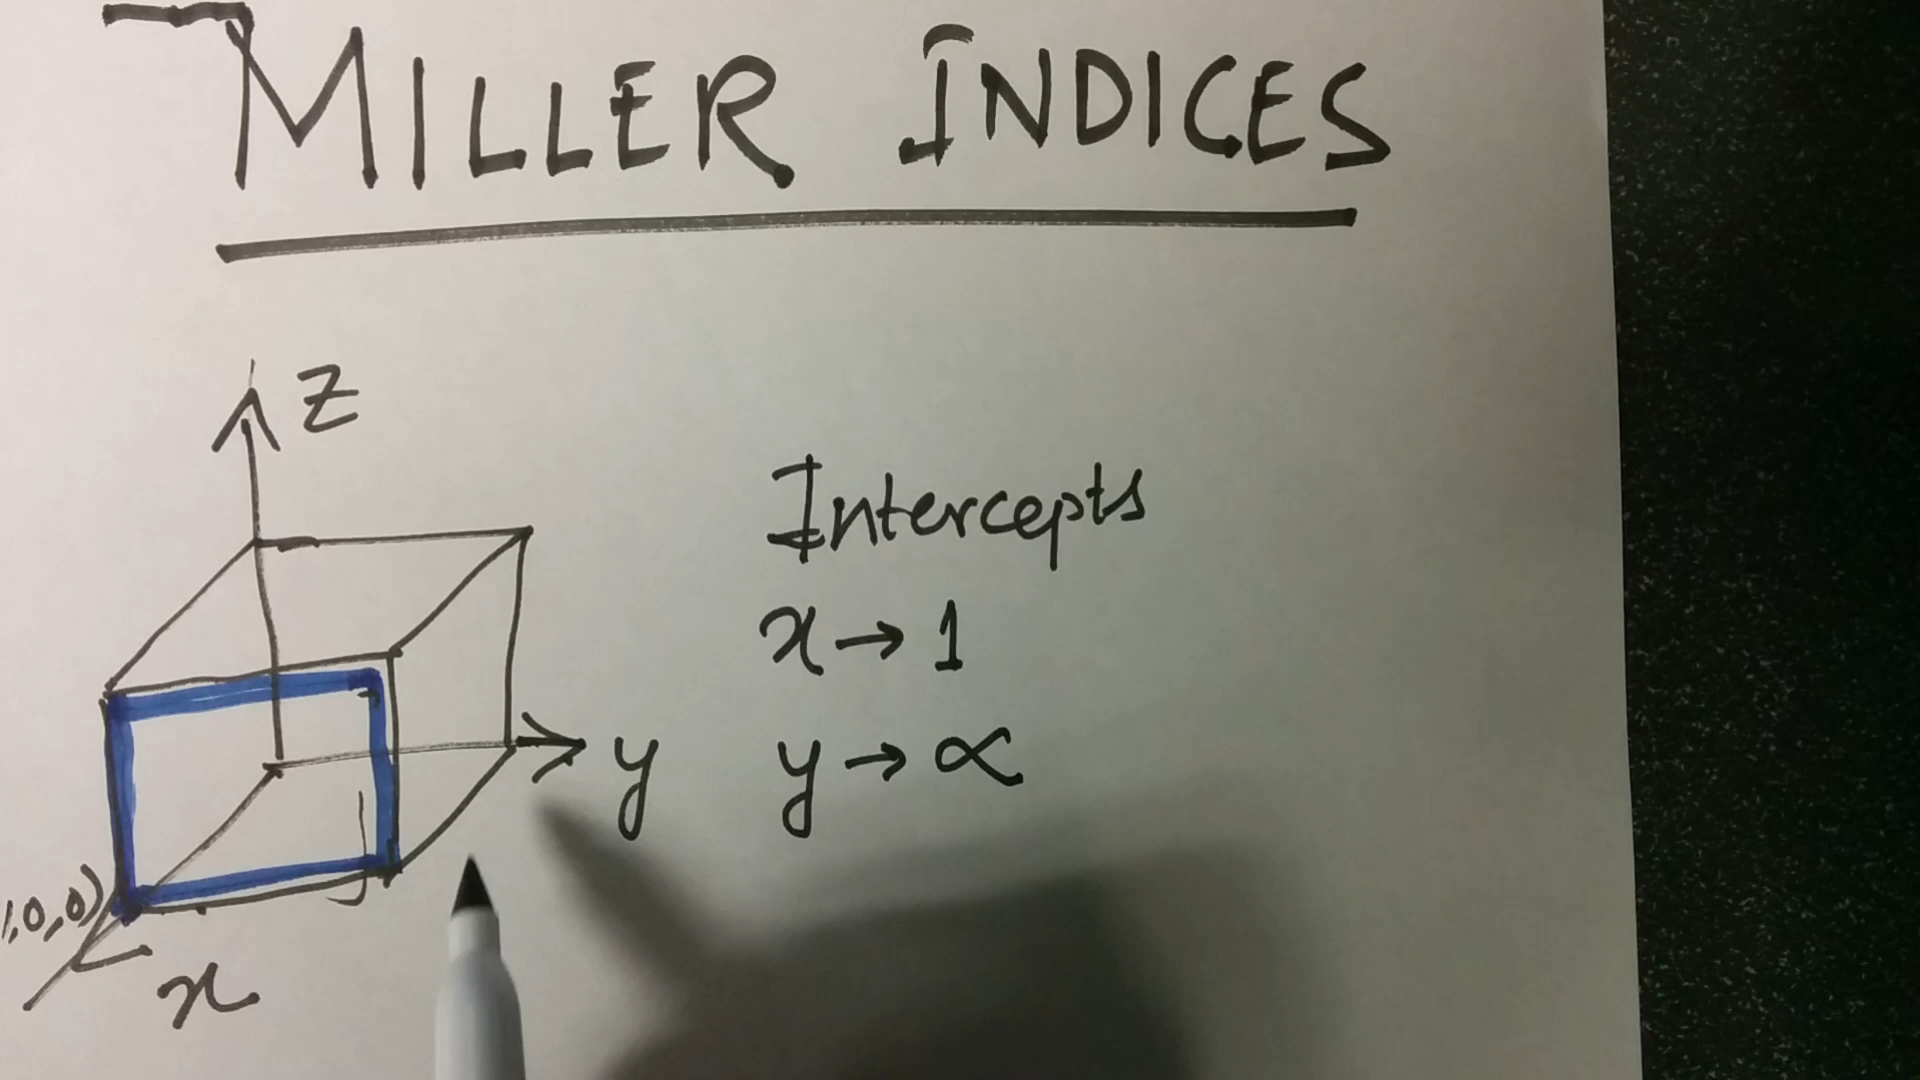 MILLER INDICES
Z
Intercepts
x → 1
y
y → ∝
1,0,0)
x